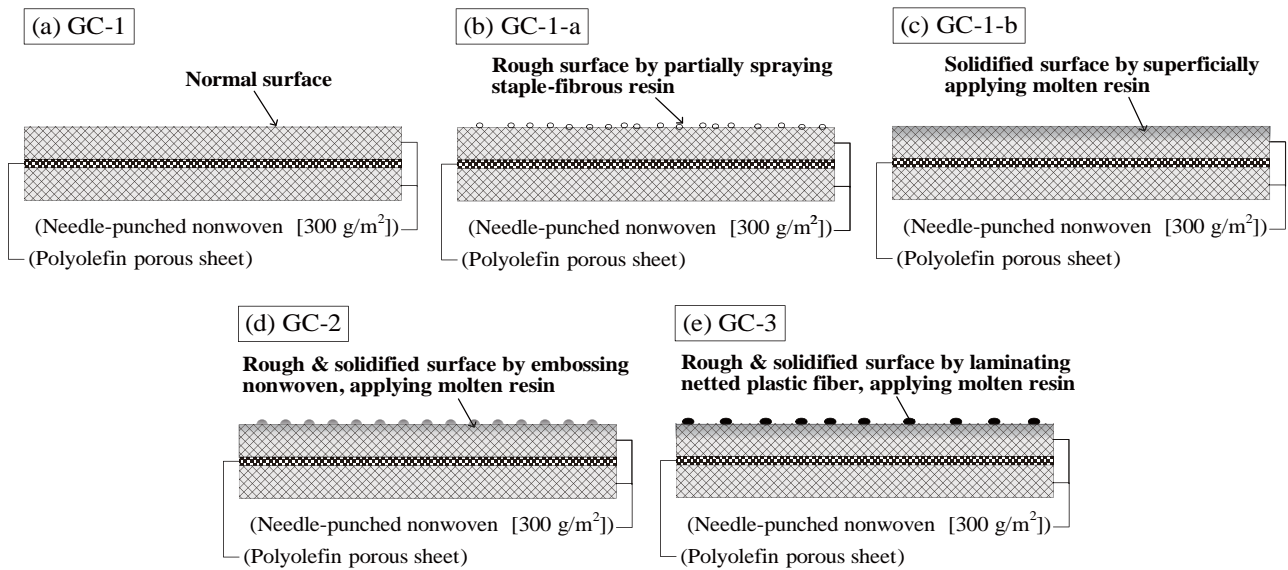 (a) GC-1
Normal surface
(Needle-punched nonwoven [300 g/m²])
(Polyolefin porous sheet)
(b) GC-1-a
Rough surface by partially spraying
staple-fibrous resin
(Needle-punched nonwoven [300 g/m²])
(Polyolefin porous sheet)
(c) GC-1-b
Solidified surface by superficially
applying molten resin
(Needle-punched nonwoven [300 g/m²])
(Polyolefin porous sheet)
(d) GC-2
Rough & solidified surface by embossing
nonwoven, applying molten resin
(Needle-punched nonwoven [300 g/m²])
(Polyolefin porous sheet)
(e) GC-3
Rough & solidified surface by laminating
netted plastic fiber, applying molten resin
(Needle-punched nonwoven [300 g/m²])
(Polyolefin porous sheet)